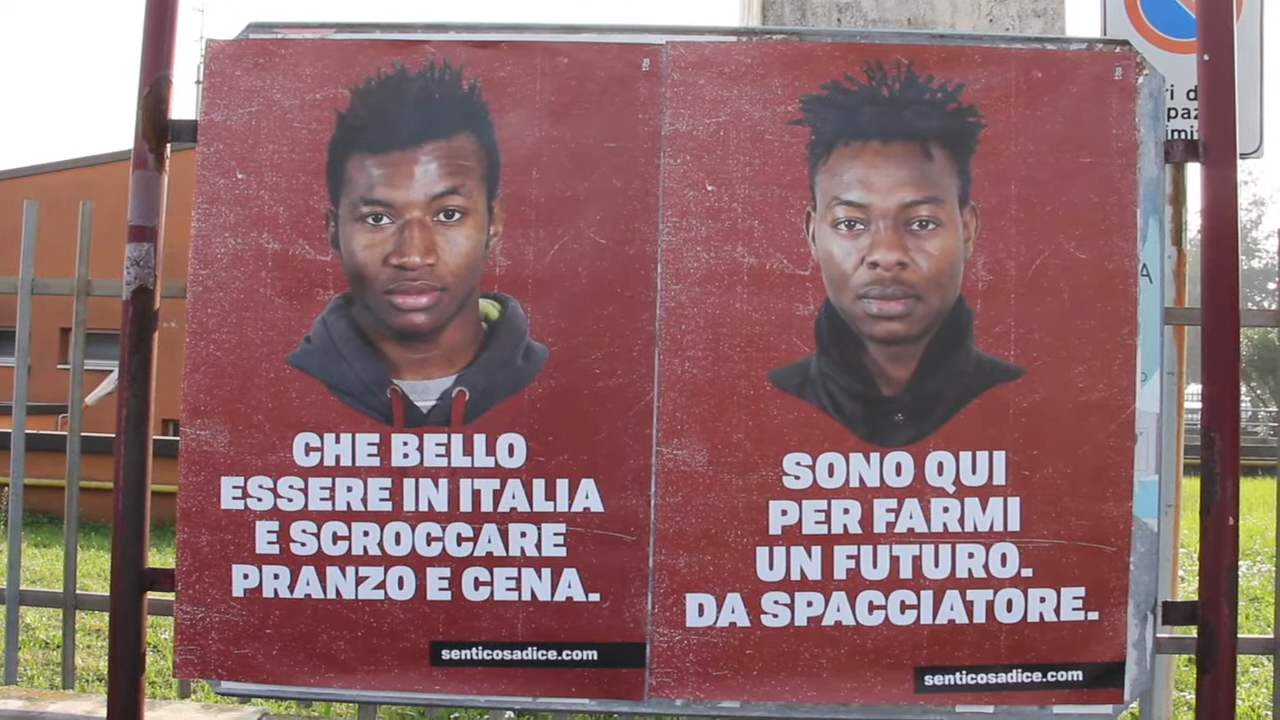 CHE BELLO
ESSERE IN ITALIA
E SCROCCARE
PRANZO E CENA.
senticosadice.com
SONO QUI
PER FARMI
UN FUTURO.
DA SPACCIATORE.
senticosadice.com